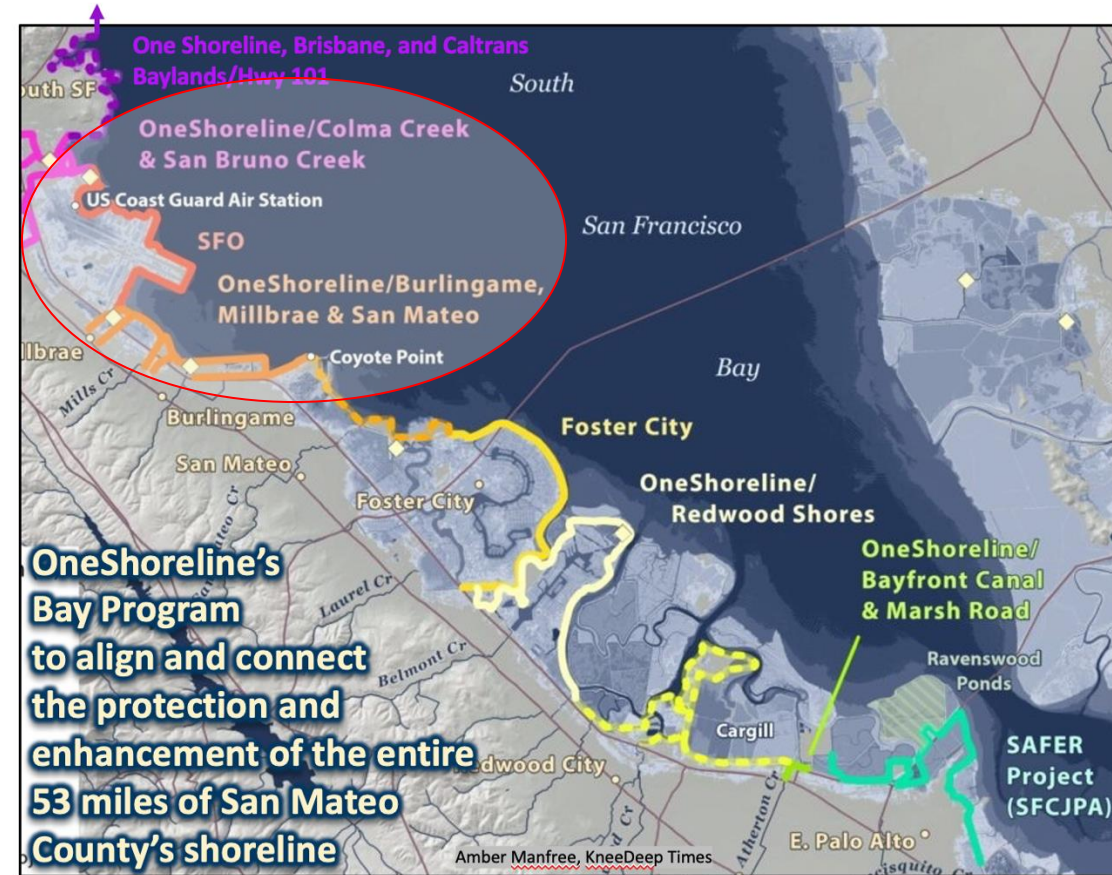 One Shoreline, Brisbane, and Caltrans
Baylands/Hwy 101
South
outh SF
OneShoreline/Colma Creek
& San Bruno Creek
US Coast Guard Air Station
San Francisco
SFO
OneShoreline/Burlingame,
Millbrae & San Mateo
llbrae
Coyote Point
Bay
Mills Cr
Burlingame
Foster City
San Mateo
OneShoreline/
Redwood Shores
Foster City
OneShoreline/
Bayfront Canal
& Marsh Road
OneShoreline's
Bay Program
to align and connect
the protection and
enhancement of the entire
53 miles of San Mateo
County's shoreline
Laurel Cr
Belmont Cr
Ravenswood
Ponds
Cargill
SAFER
Project
(SFCJPA)
dwood City
Atherton Cr
E. Palo Alto
Amber Manfree, KneeDeep Times